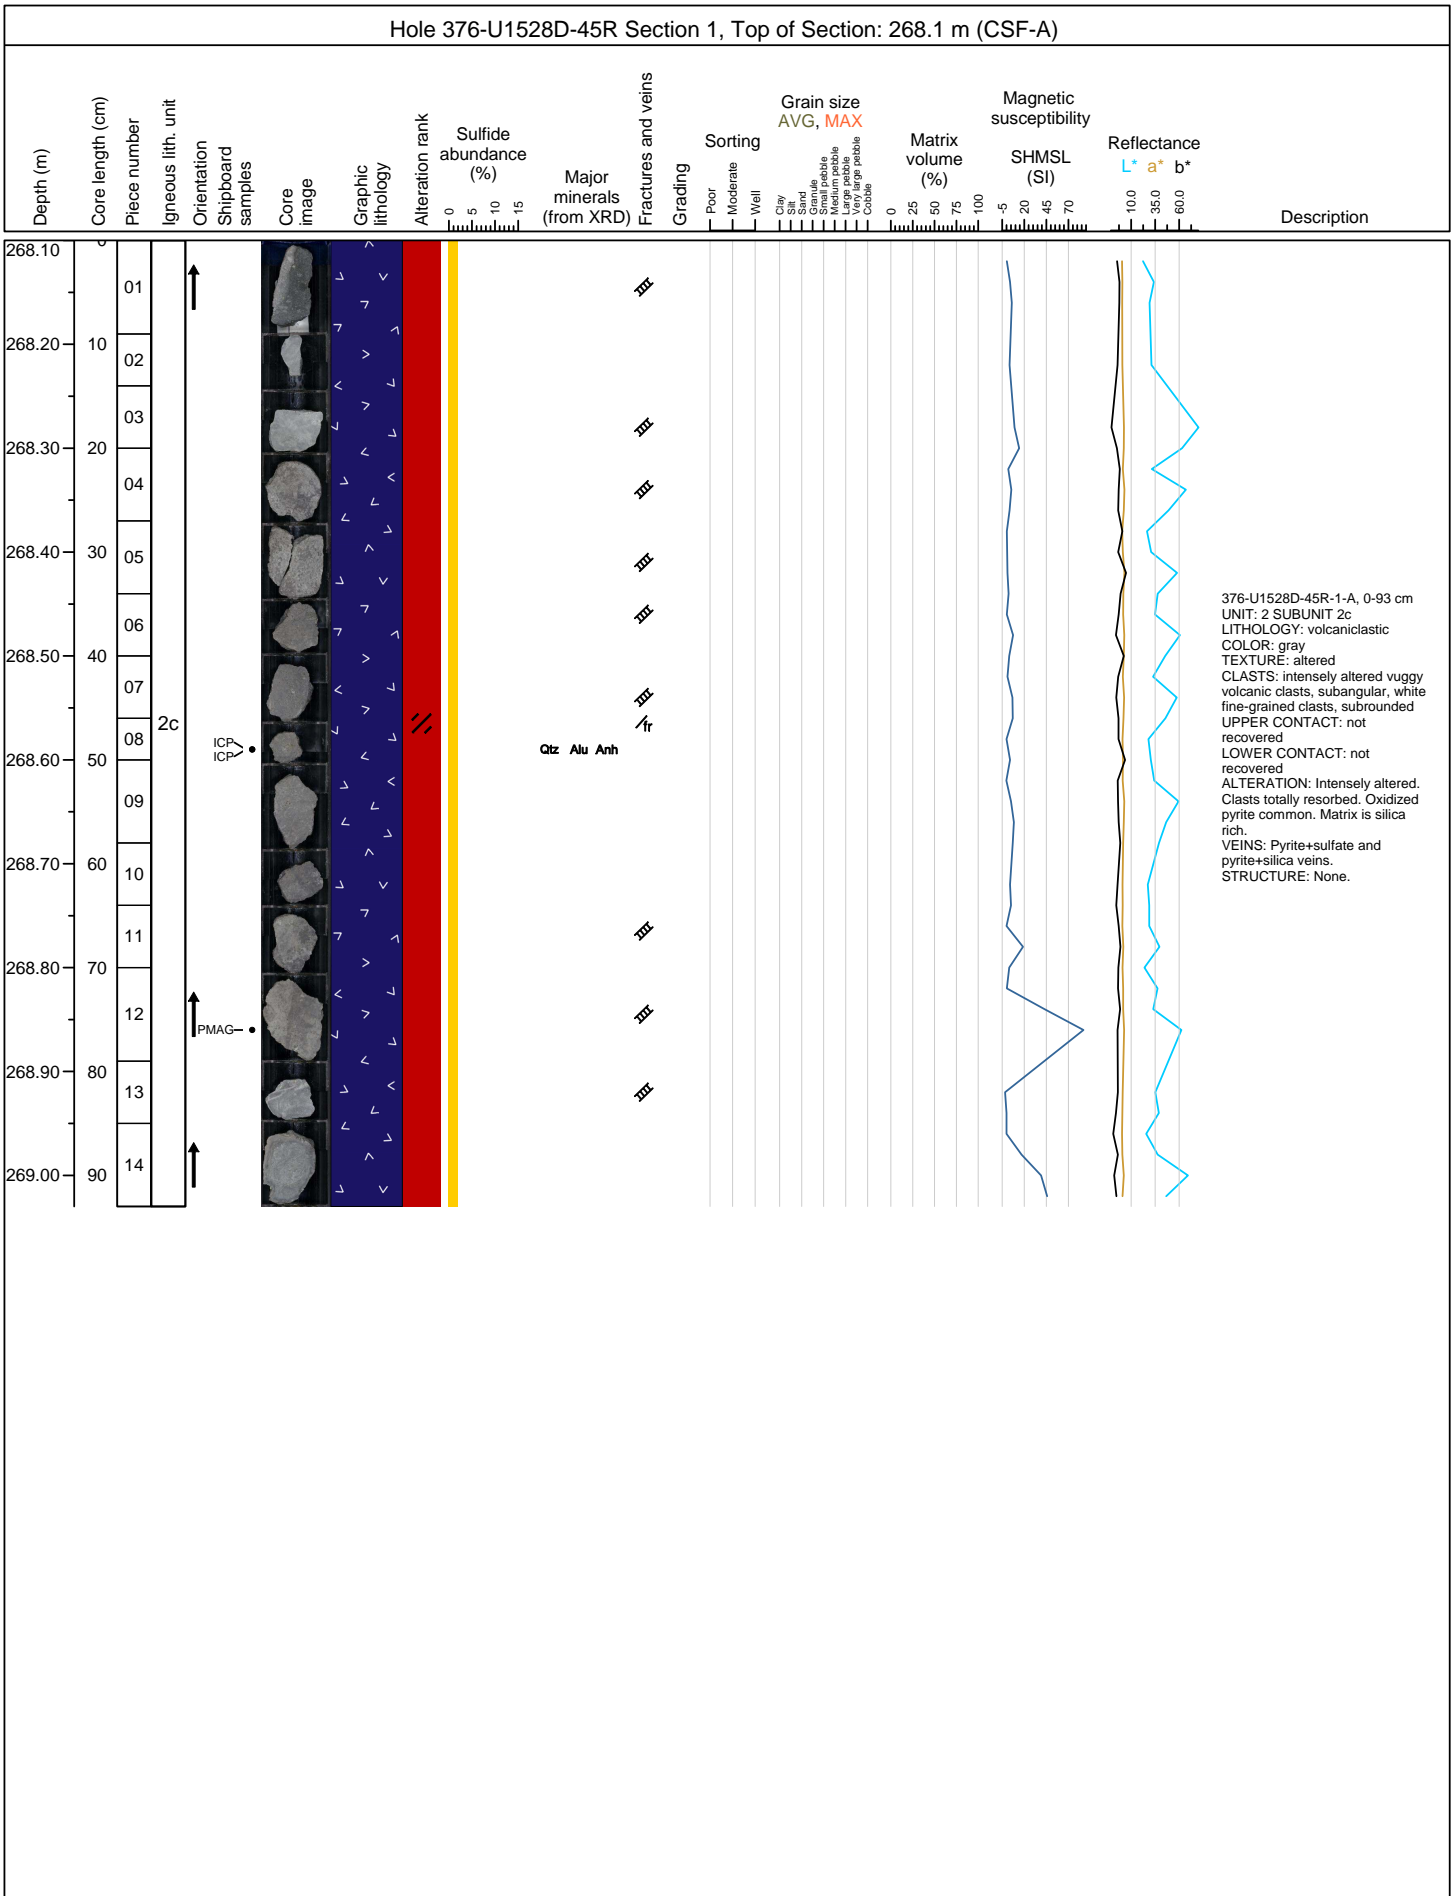 Hole 376-U1528D-45R Section 1, Top of Section: 268.1 m (CSF-A)
Depth (m)
Core length (cm)
Piece number
Igneous lith. unit
Orientation
Shipboard
samples
Core
image
Graphic
lithology
Alteration rank
Sulfide
abundance
(%)
0 5 10 15
Major
minerals
(from XRD)
Fractures and veins
Grading
Sorting
Poor
Moderate
Well
Grain size
AVG, MAX
Clay
Silt
Sand
Granule
Small pebble
Medium pebble
Large pebble
Very large pebble
Cobble
Matrix
volume
(%)
0 25 50 75 100
Magnetic
susceptibility
SHMSL
(SI)
-5 20 45 70
Reflectance
L* a* b*
10.0 35.0 60.0
Description
268.10 0
01
268.20 10
02
03
268.30 20
04
268.40 30
05
06
268.50 40
07
2c
fr
08
ICP
ICP
Qtz Alu Anh
268.60 50
09
268.70 60
10
11
268.80 70
12
PMAG
268.90 80
13
14
269.00 90
376-U1528D-45R-1-A, 0-93 cm
UNIT: 2 SUBUNIT 2c
LITHOLOGY: volcaniclastic
COLOR: gray
TEXTURE: altered
CLASTS: intensely altered vuggy
volcanic clasts, subangular, white
fine-grained clasts, subrounded
UPPER CONTACT: not
recovered
LOWER CONTACT: not
recovered
ALTERATION: Intensely altered.
Clasts totally resorbed. Oxidized
pyrite common. Matrix is silica
rich.
VEINS: Pyrite+sulfate and
pyrite+silica veins.
STRUCTURE: None.